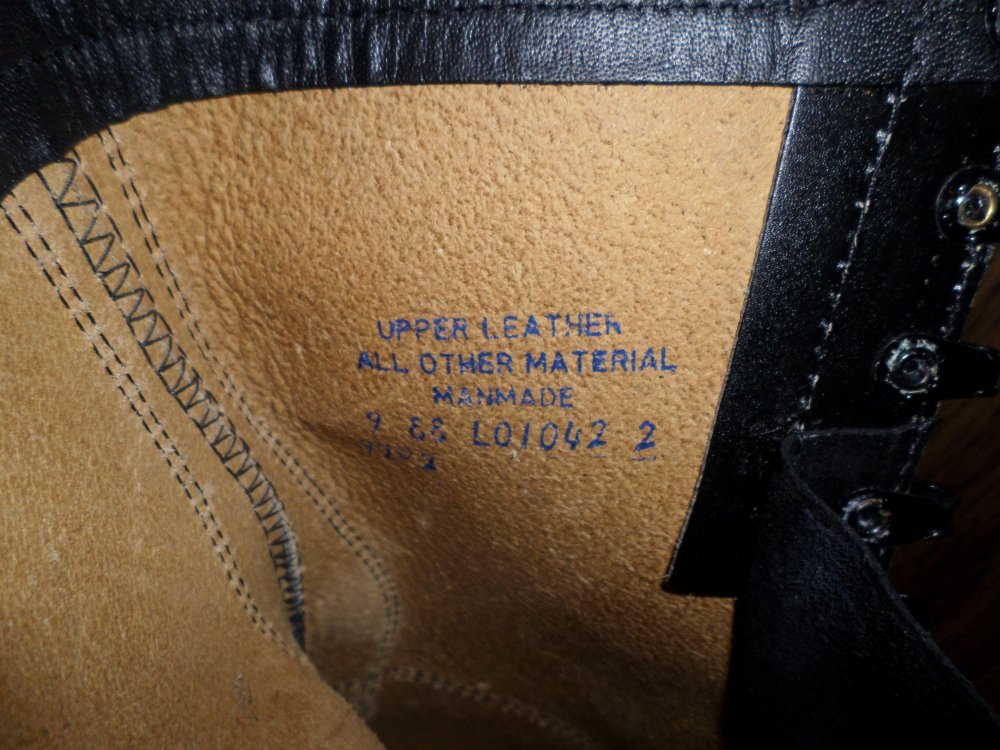 UPPER LEATHER
ALL OTHER MATERIAL
MANMADE
9 EE L01042 2